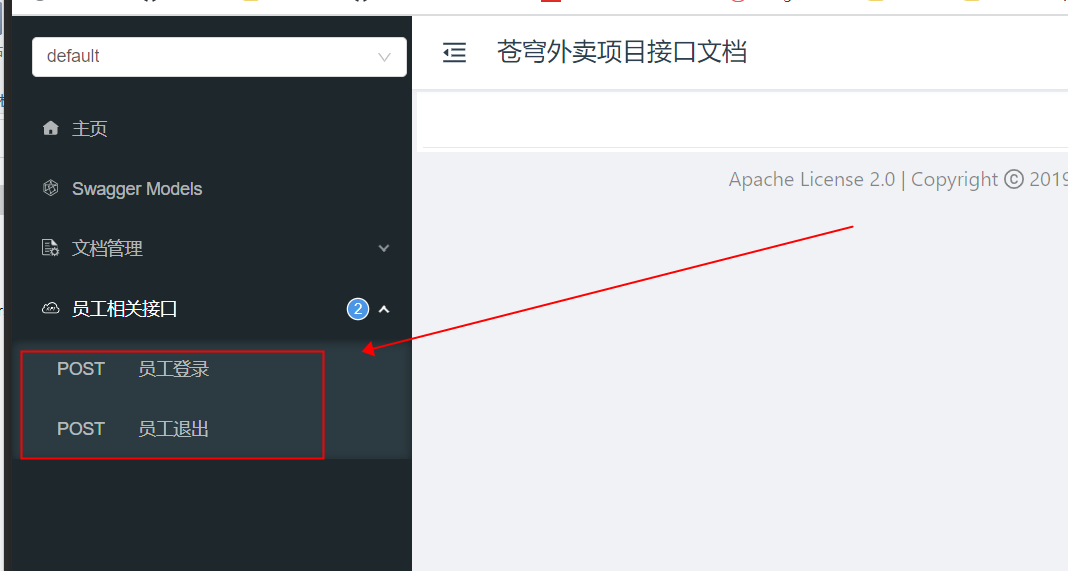 default
苍穹外卖项目接口文档
主页
Swagger Models
文档管理
员工相关接口 2
POST 员工登录
POST 员工退出
Apache License 2.0 | Copyright © 2019